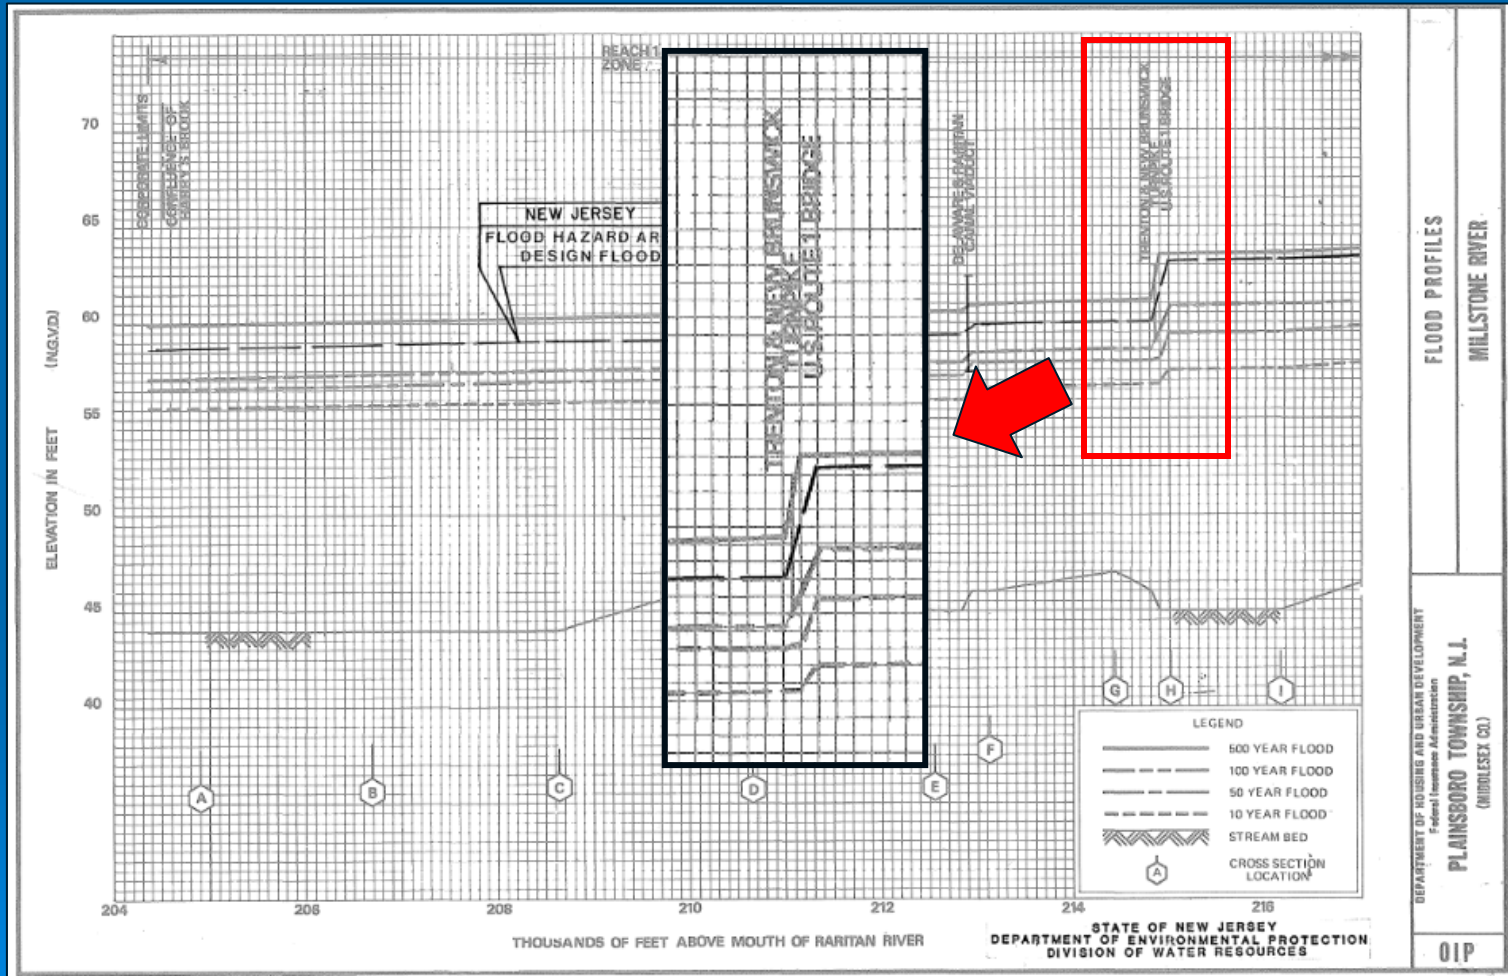 REACH 1
ZONE
CORPORATE LIMITS
CONFLUENCE OF
HARRY'S BROOK
NEW JERSEY
FLOOD HAZARD AR
DESIGN FLOOD
TRENTON & NEW BRUNSWICK
TURNPIKE
U.S.ROUTE 1 BRIDGE
DELAWARE & RARITAN
CANAL VIADUCT
TRENTON & NEW BRUNSWICK
TURNPIKE
U.S.ROUTE 1 BRIDGE
70
65
60
55
50
45
40
ELEVATION IN FEET (N.G.V.D.)
A
B
C
D
E
F
G
H
I
LEGEND
500 YEAR FLOOD
100 YEAR FLOOD
50 YEAR FLOOD
10 YEAR FLOOD
STREAM BED
A
CROSS SECTION
LOCATION
204 206 208 210 212 214 216
THOUSANDS OF FEET ABOVE MOUTH OF RARITAN RIVER
STATE OF NEW JERSEY
DEPARTMENT OF ENVIRONMENTAL PROTECTION
DIVISION OF WATER RESOURCES
FLOOD PROFILES
MILLSTONE RIVER
DEPARTMENT OF HOUSING AND URBAN DEVELOPMENT
Federal Insurance Administration
PLAINSBORO TOWNSHIP, N.J.
(MIDDLESEX CO.)
01P